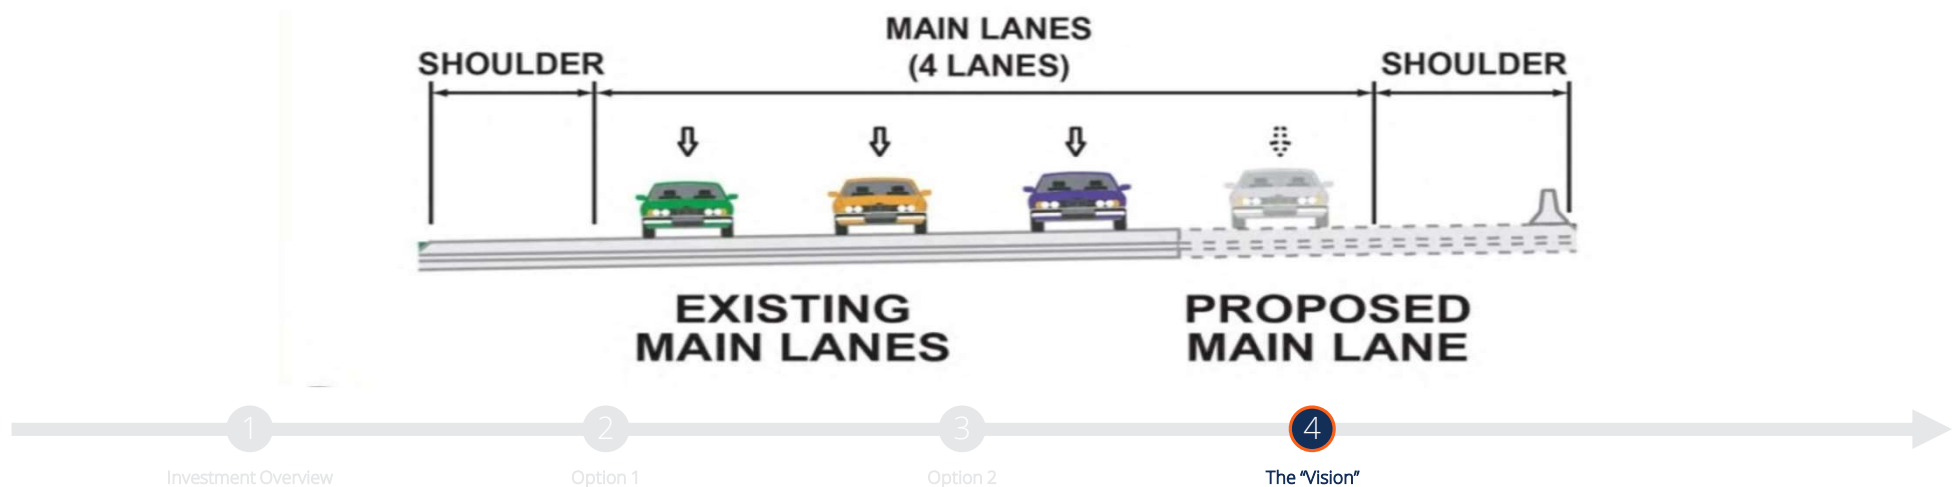 MAIN LANES
(4 LANES)
SHOULDER
SHOULDER
EXISTING
MAIN LANES
PROPOSED
MAIN LANE
1
2
3
4
Investment Overview
Option 1
Option 2
The “Vision”